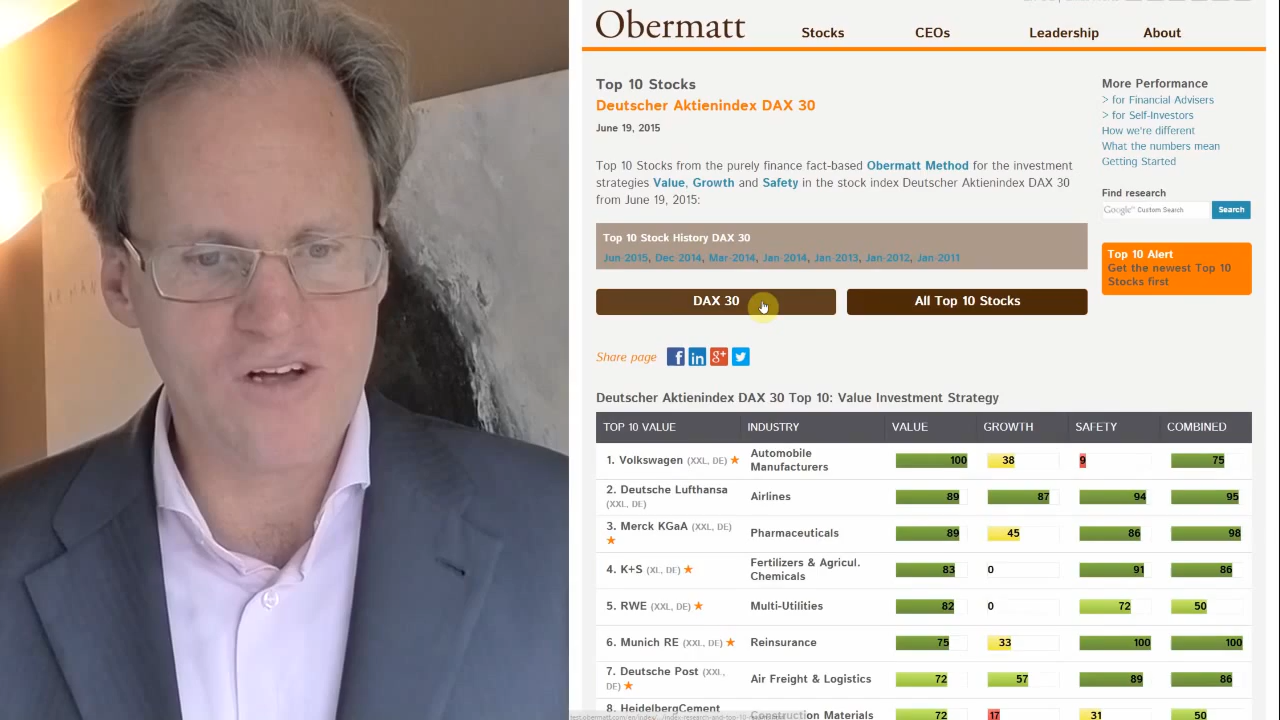 Obermatt
Stocks
CEOs
Leadership
About
Top 10 Stocks
Deutscher Aktienindex DAX 30
June 19, 2015
Top 10 Stocks from the purely finance fact-based Obermatt Method for the investment
strategies Value, Growth and Safety in the stock index Deutscher Aktienindex DAX 30
from June 19, 2015:
Top 10 Stock History DAX 30
Jun-2015, Dec-2014, Mar-2014, Jan-2014, Jan-2013, Jan-2012, Jan-2011
DAX 30
All Top 10 Stocks
Share page
More Performance
> for Financial Advisers
> for Self-Investors
How we're different
What the numbers mean
Getting Started
Find research
Google™ Custom Search
Search
Top 10 Alert
Get the newest Top 10
Stocks first
Deutscher Aktienindex DAX 30 Top 10: Value Investment Strategy
TOP 10 VALUE INDUSTRY VALUE GROWTH SAFETY COMBINED
1. Volkswagen (XXL, DE) ★ Automobile Manufacturers 100 38 9 75
2. Deutsche Lufthansa (XXL, DE) Airlines 89 87 94 95
3. Merck KGaA (XXL, DE) ★ Pharmaceuticals 89 45 86 98
4. K+S (XL, DE) ★ Fertilizers & Agricul. Chemicals 83 0 91 86
5. RWE (XXL, DE) ★ Multi-Utilities 82 0 72 50
6. Munich RE (XXL, DE) ★ Reinsurance 75 33 100 100
7. Deutsche Post (XXL, DE) ★ Air Freight & Logistics 72 57 89 86
8. HeidelbergCement Construction Materials 72 17 31 50